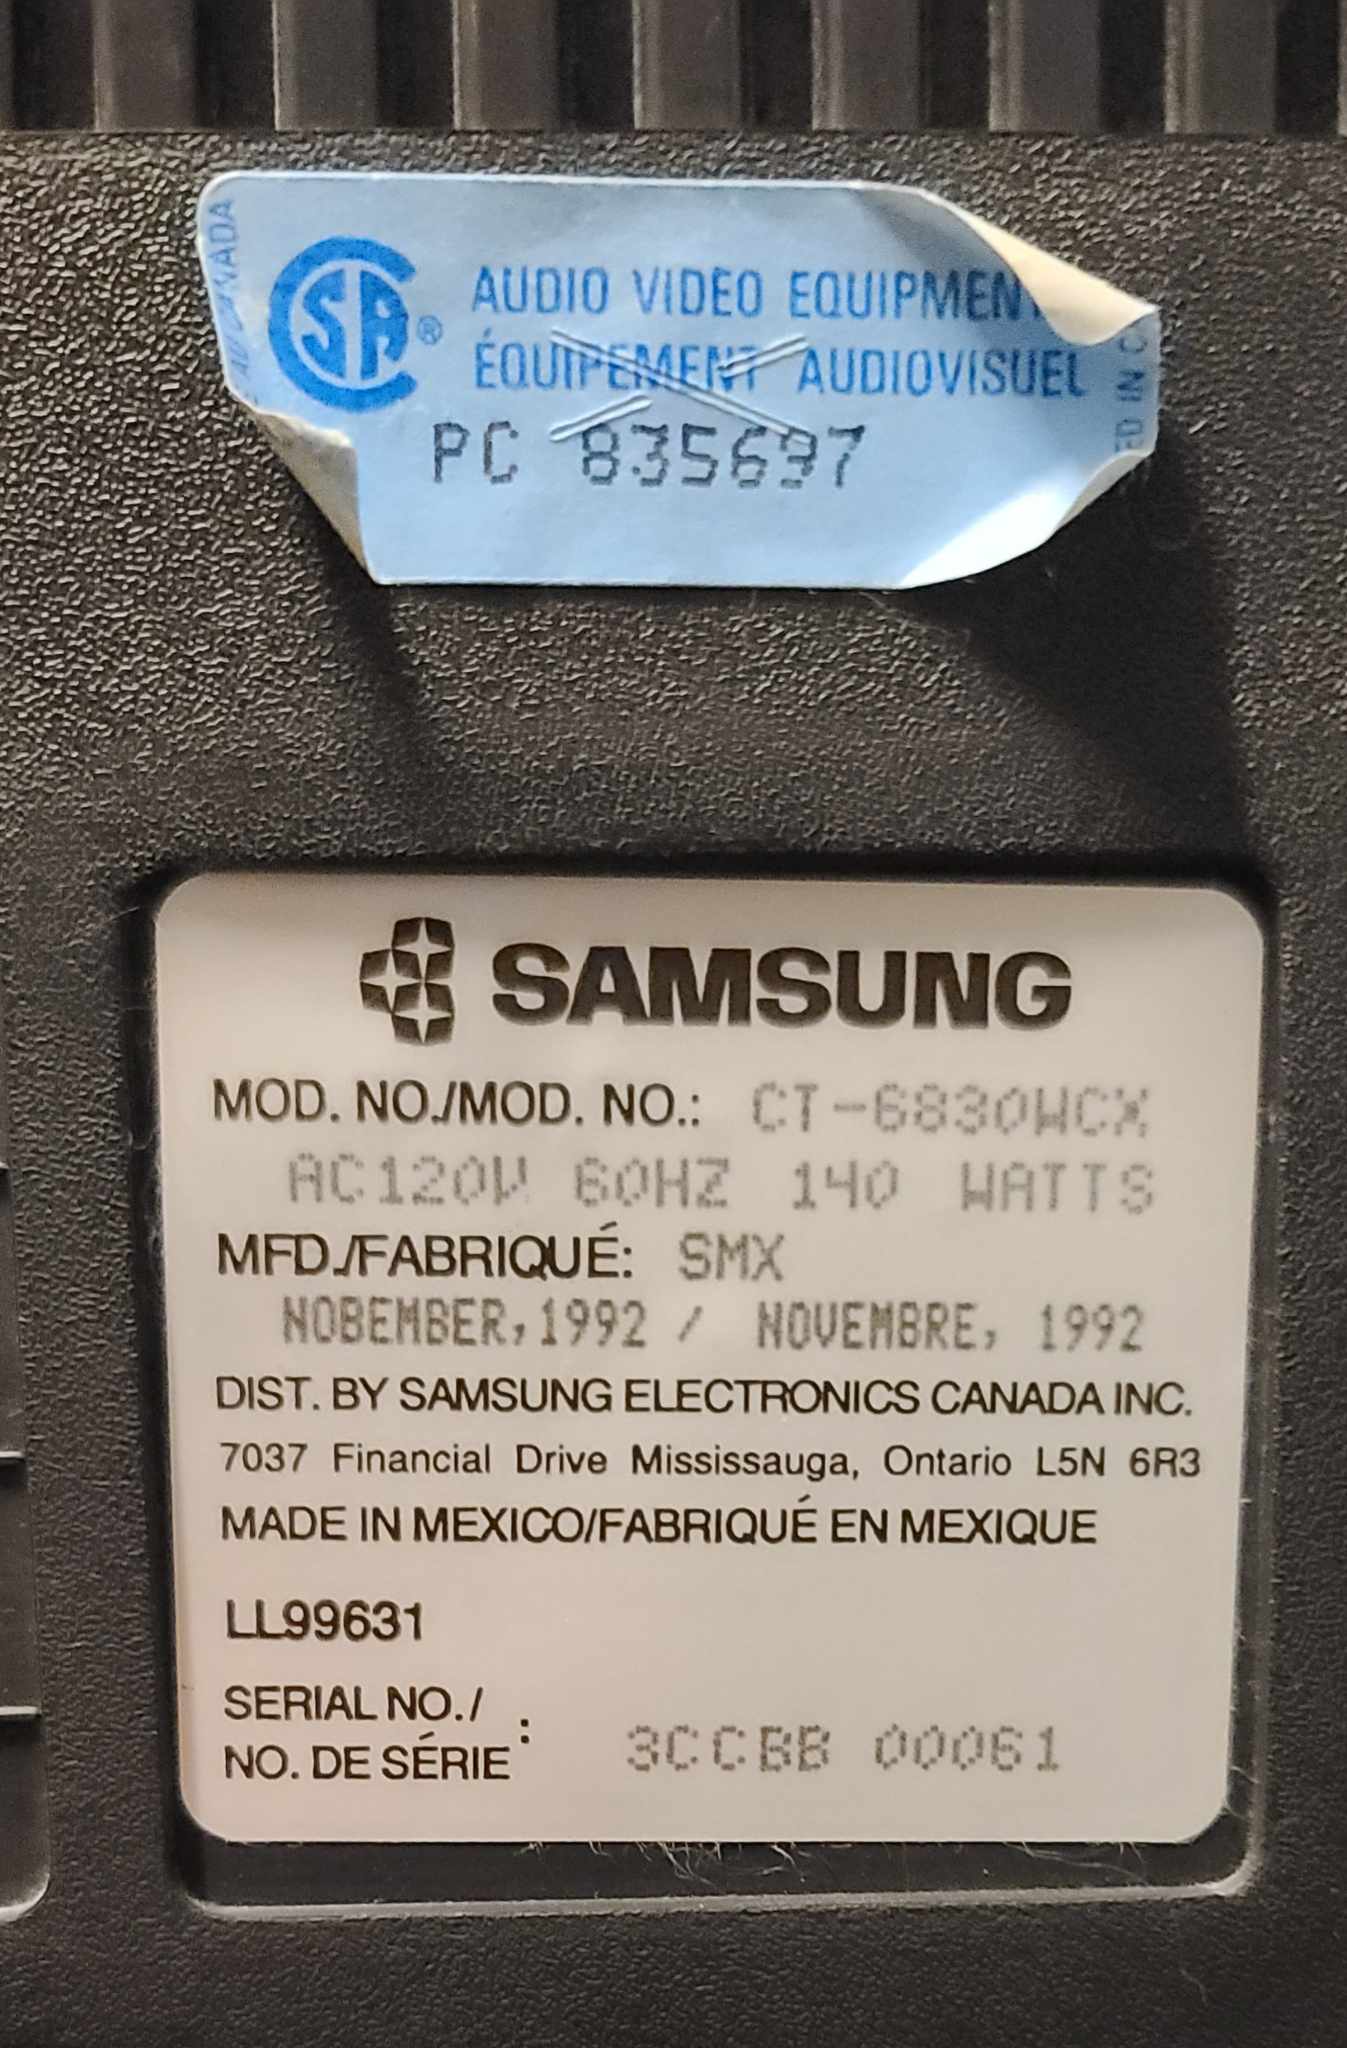 CSA®
AUDIO VIDEO EQUIPMEN
ÉQUIPEMENT AUDIOVISUEL
PC 835697
SAMSUNG
MOD. NO./MOD. NO.: CT-6830WCX
AC120V 60HZ 140 WATTS
MFD./FABRIQUÉ: SMX
NOBEMBER,1992 / NOVEMBRE, 1992
DIST. BY SAMSUNG ELECTRONICS CANADA INC.
7037 Financial Drive Mississauga, Ontario L5N 6R3
MADE IN MEXICO/FABRIQUÉ EN MEXIQUE
LL99631
SERIAL NO./
NO. DE SÉRIE : 3CCBB 00061